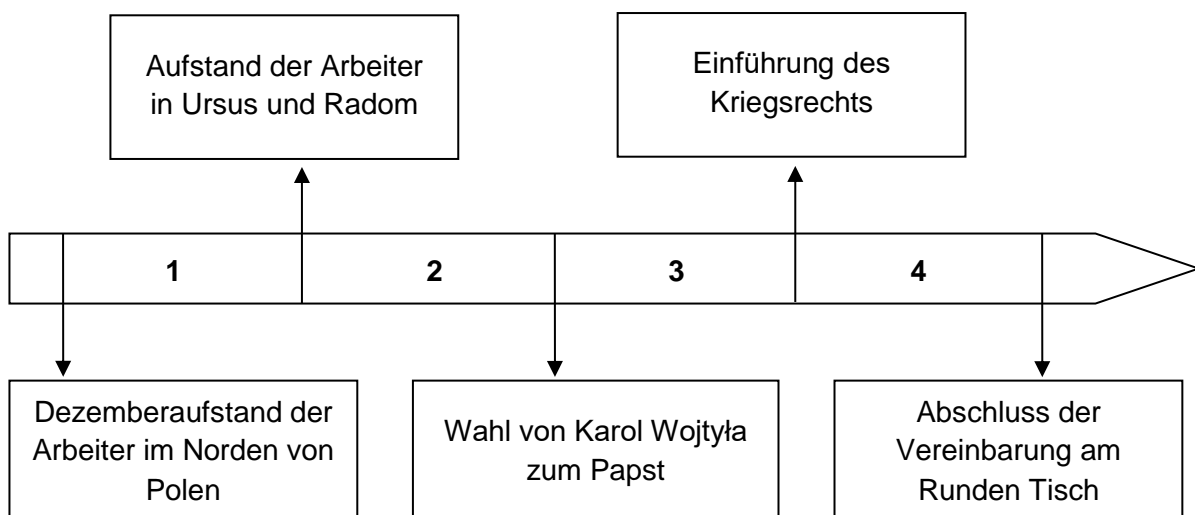 Aufstand der Arbeiter
in Ursus und Radom
Einführung des
Kriegsrechts
1
2
3
4
Dezemberaufstand der
Arbeiter im Norden von
Polen
Wahl von Karol Wojtyła
zum Papst
Abschluss der
Vereinbarung am
Runden Tisch